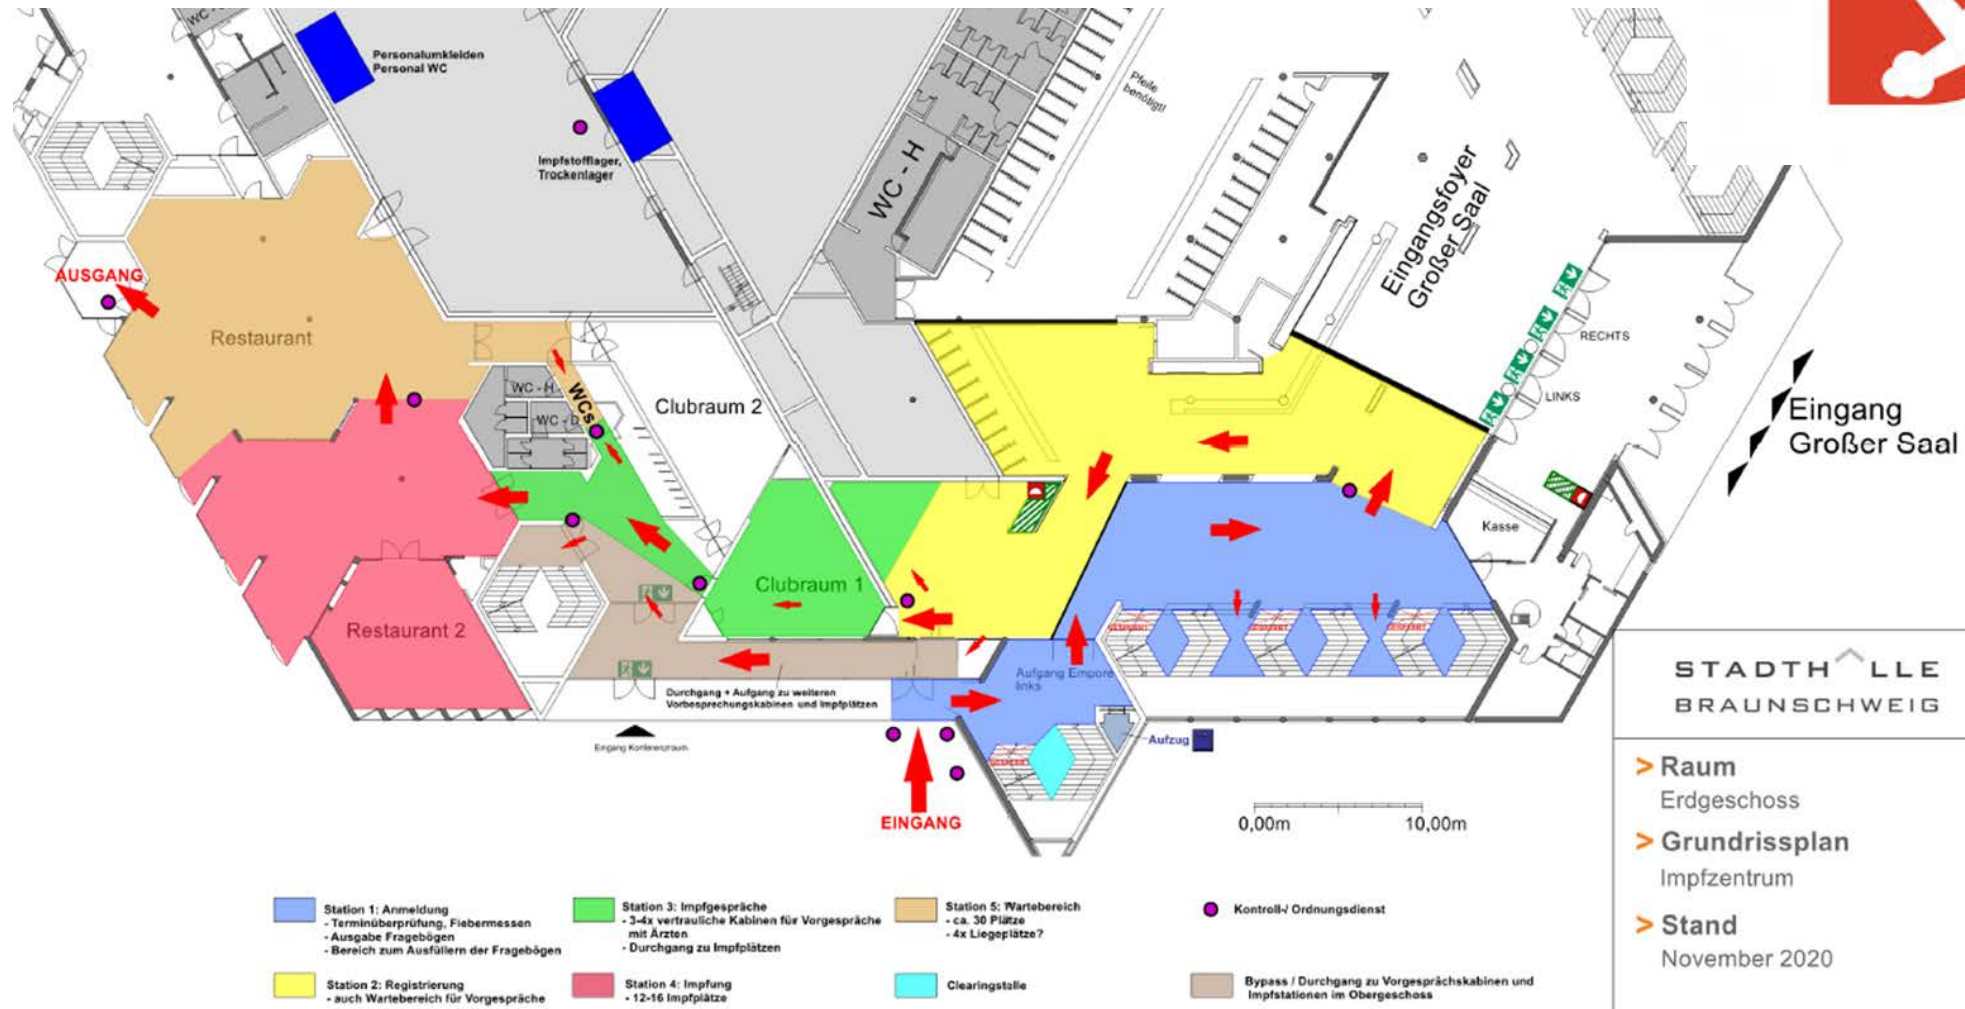 WC -
Personalumkleiden
Personal WC
Impfstofflager,
Trockenlager
Pfeile
benötigt!
WC - H
Eingangsfoyer
Großer Saal
AUSGANG
Restaurant
RECHTS
LINKS
Eingang
Großer Saal
WC - H
WC - D
WCs
Clubraum 2
Kasse
Clubraum 1
Restaurant 2
Aufgang Empore
links
Durchgang + Aufgang zu weiteren
Vorbesprechungskabinen und Impfplätzen
Eingang Konferenzraum
Aufzug
EINGANG
0,00m
10,00m
STADTHALLE
BRAUNSCHWEIG
> Raum
Erdgeschoss
> Grundrissplan
Impfzentrum
> Stand
November 2020
Station 1: Anmeldung
- Terminüberprüfung, Fiebermessen
- Ausgabe Fragebögen
- Bereich zum Ausfüllern der Fragebögen
Station 2: Registrierung
- auch Wartebereich für Vorgespräche
Station 3: Impfgespräche
- 3-4x vertrauliche Kabinen für Vorgespräche
mit Ärzten
- Durchgang zu Impfplätzen
Station 4: Impfung
- 12-16 Impfplätze
Station 5: Wartebereich
- ca. 30 Plätze
- 4x Liegeplätze?
Clearingstelle
Kontroll-/ Ordnungsdienst
Bypass / Durchgang zu Vorgesprächskabinen und
Impfstationen im Obergeschoss